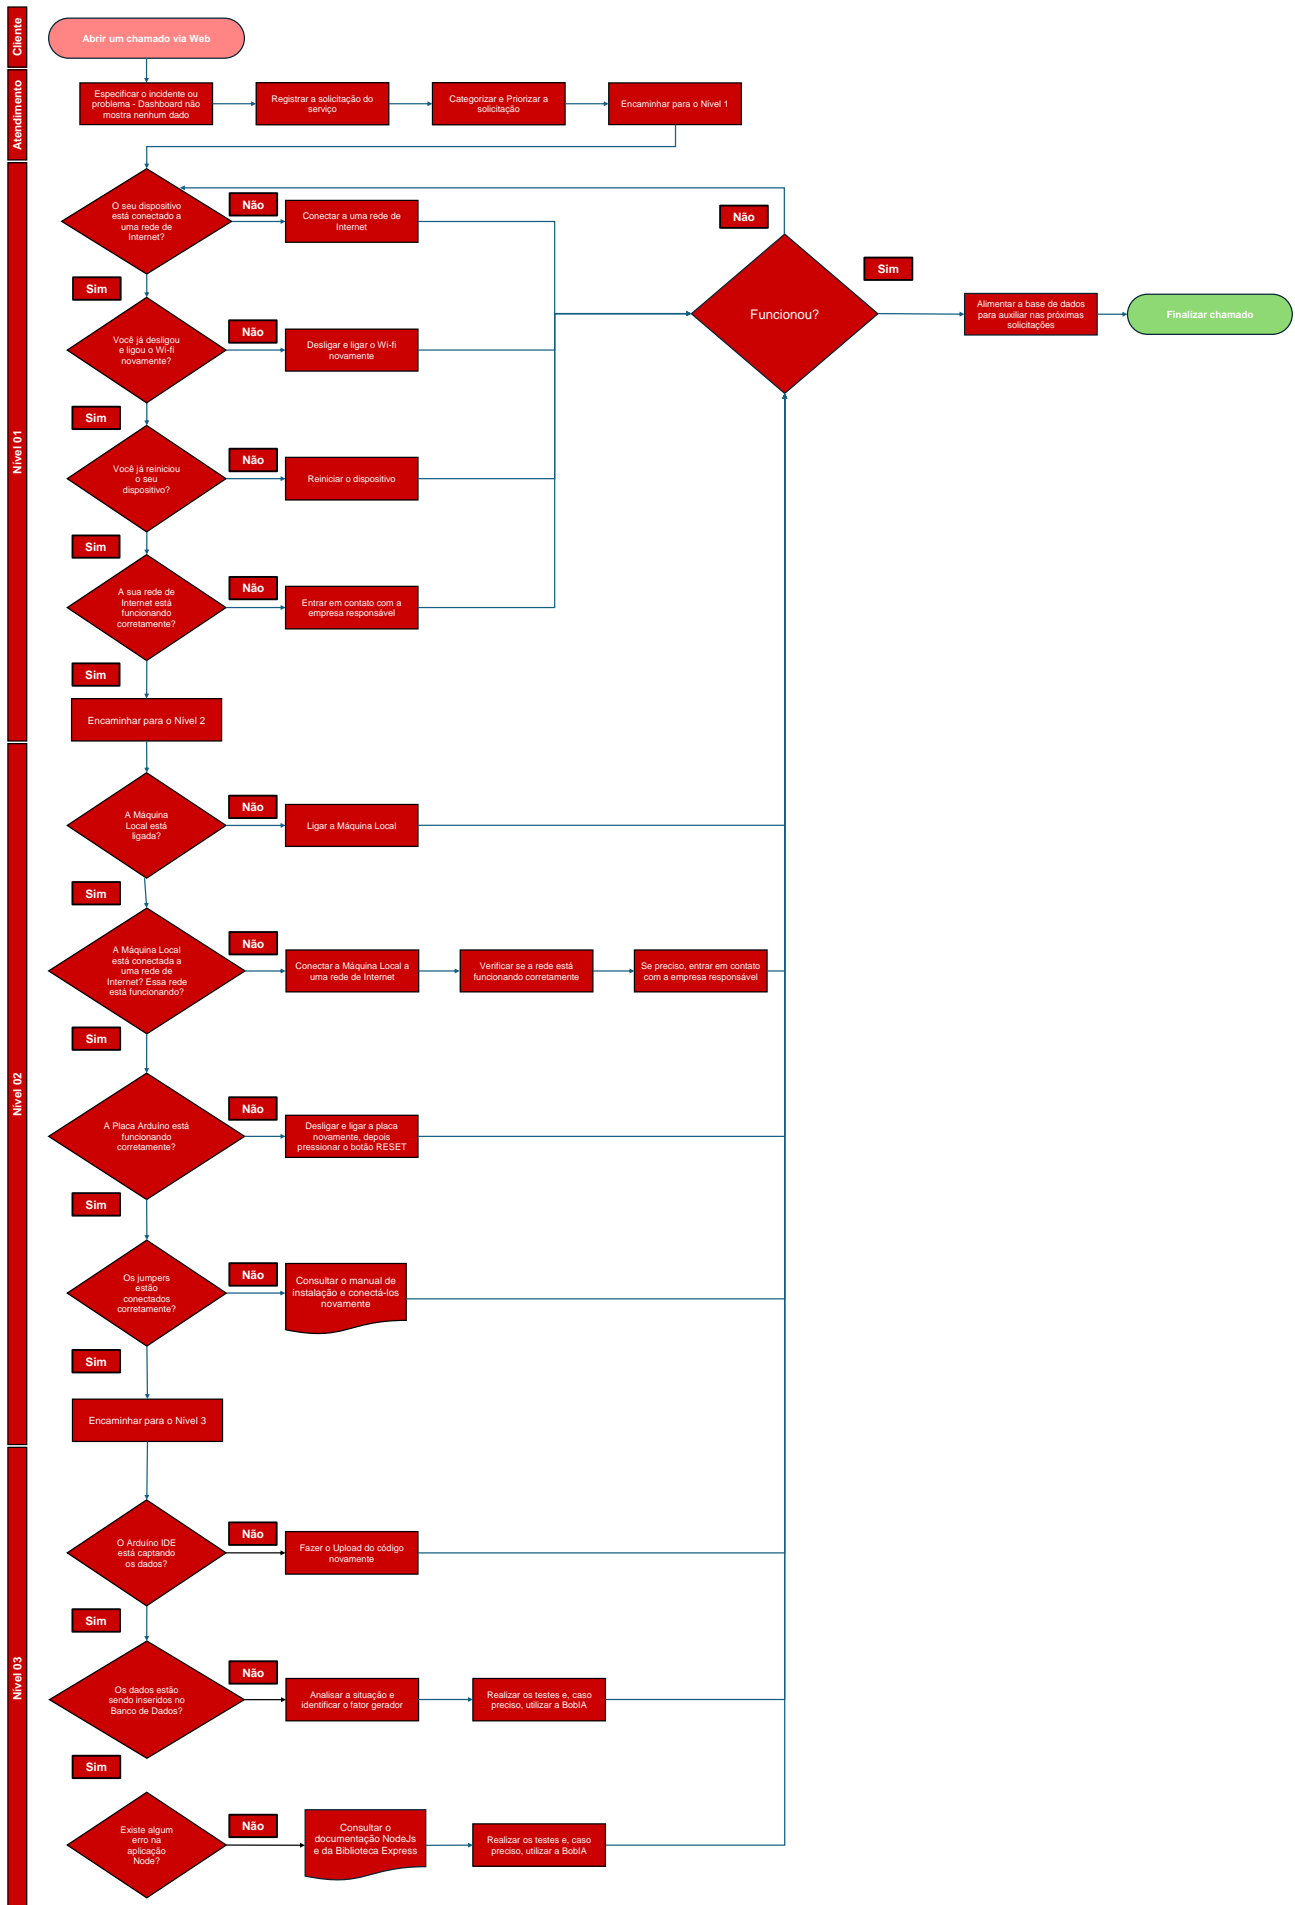 Cliente
Abrir um chamado via Web
Atendimento
Especificar o incidente ou
problema - Dashboard não
mostra nenhum dado
Registrar a solicitação do
serviço
Categorizar e Priorizar a
solicitação
Encaminhar para o Nível 1
Nível 01
O seu dispositivo
está conectado a
uma rede de
Internet?
Não
Conectar a uma rede de
Internet
Não
Funcionou?
Sim
Alimentar a base de dados
para auxiliar nas próximas
solicitações
Finalizar chamado
Sim
Você já desligou
e ligou o Wi-fi
novamente?
Não
Desligar e ligar o Wi-fi
novamente
Sim
Você já reiniciou
o seu
dispositivo?
Não
Reiniciar o dispositivo
Sim
A sua rede de
Internet está
funcionando
corretamente?
Não
Entrar em contato com a
empresa responsável
Sim
Encaminhar para o Nível 2
Nível 02
A Máquina
Local está
ligada?
Não
Ligar a Máquina Local
Sim
A Máquina Local
está conectada a
uma rede de
Internet? Essa rede
está funcionando?
Não
Conectar a Máquina Local a
uma rede de Internet
Verificar se a rede está
funcionando corretamente
Se preciso, entrar em contato
com a empresa responsável
Sim
A Placa Arduíno está
funcionando
corretamente?
Não
Desligar e ligar a placa
novamente, depois
pressionar o botão RESET
Sim
Os jumpers
estão
conectados
corretamente?
Não
Consultar o manual de
instalação e conectá-los
novamente
Sim
Encaminhar para o Nível 3
Nível 03
O Arduíno IDE
está captando
os dados?
Não
Fazer o Upload do código
novamente
Sim
Os dados estão
sendo inseridos no
Banco de Dados?
Não
Analisar a situação e
identificar o fator gerador
Realizar os testes e, caso
preciso, utilizar a BobIA
Sim
Existe algum
erro na
aplicação
Node?
Não
Consultar o
documentação NodeJs
e da Biblioteca Express
Realizar os testes e, caso
preciso, utilizar a BobIA